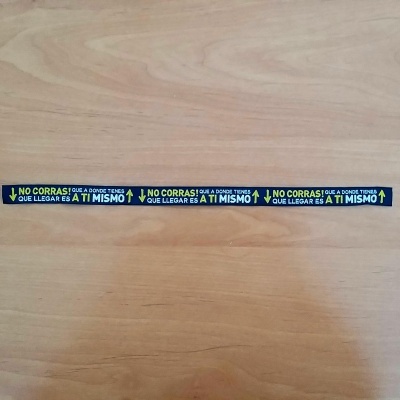 ↓ NO CORRAS! QUE A DONDE TIENES
QUE LLEGAR ES A TI MISMO ↑
↓ NO CORRAS! QUE A DONDE TIENES
QUE LLEGAR ES A TI MISMO ↑
↓ NO CORRAS! QUE A DONDE TIENES
QUE LLEGAR ES A TI MISMO ↑